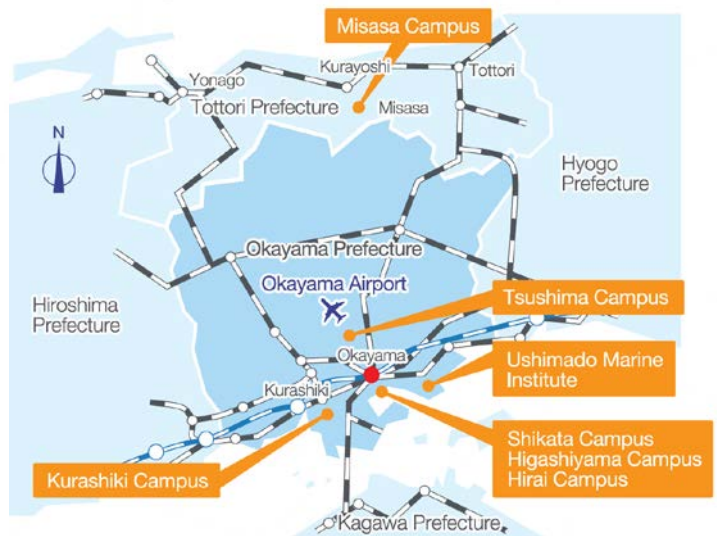 Misasa Campus
Kurayoshi
Tottori
Yonago
Tottori Prefecture
Misasa
N
Hyogo
Prefecture
Okayama Prefecture
Okayama Airport
Tsushima Campus
Hiroshima
Prefecture
Okayama
Ushimado Marine
Institute
Kurashiki
Shikata Campus
Higashiyama Campus
Hirai Campus
Kurashiki Campus
Kagawa Prefecture